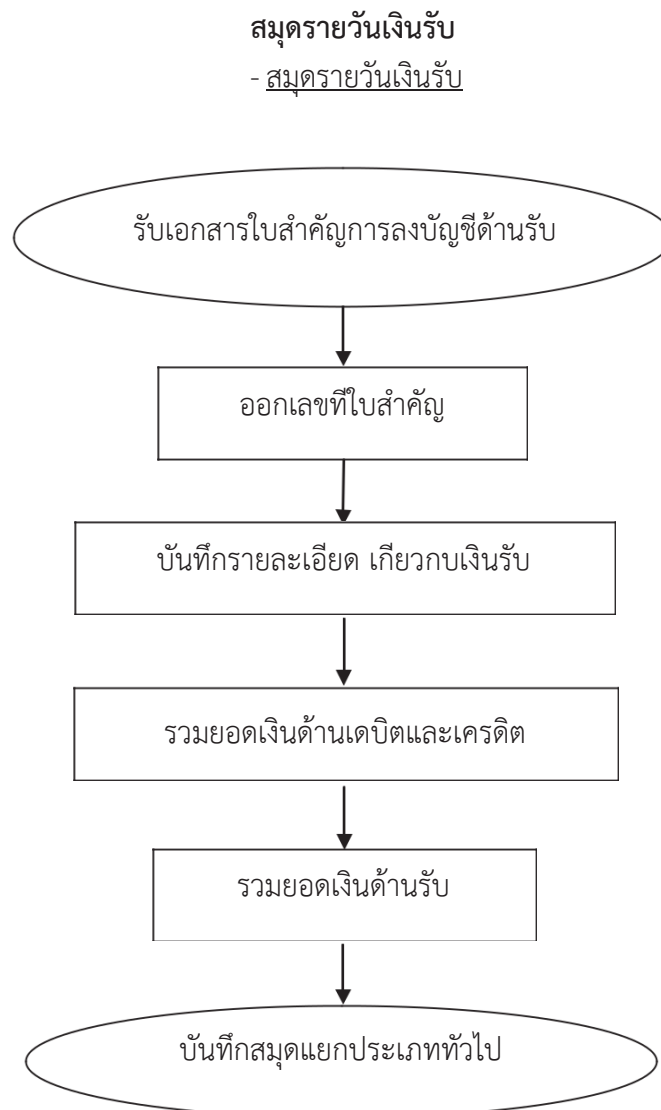 สมุดรายวันเงินรับ
- สมุดรายวันเงินรับ
รับเอกสารใบสำคัญการลงบัญชีด้านรับ
ออกเลขที่ใบสำคัญ
บันทึกรายละเอียด เกียวกบเงินรับ
รวมยอดเงินด้านเดบิตและเครดิต
รวมยอดเงินด้านรับ
บันทึกสมุดแยกประเภททัวไป